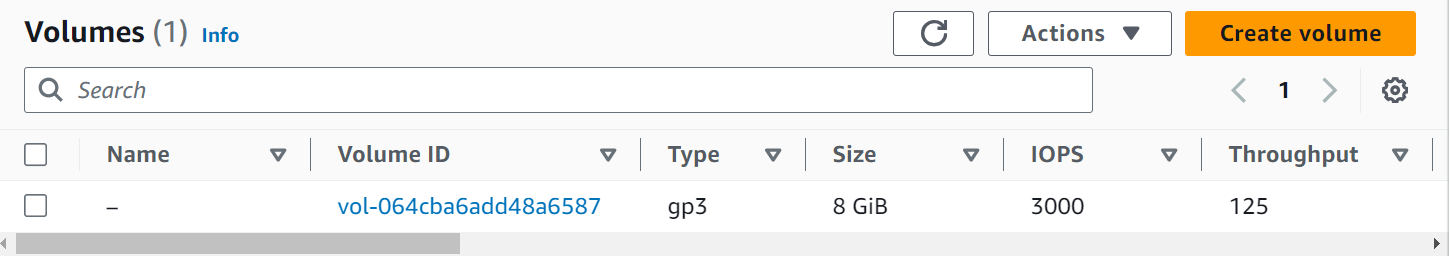 Volumes (1) Info
Actions
Create volume
Search
1
Name Volume ID Type Size IOPS Throughput
– vol-064cba6add48a6587 gp3 8 GiB 3000 125